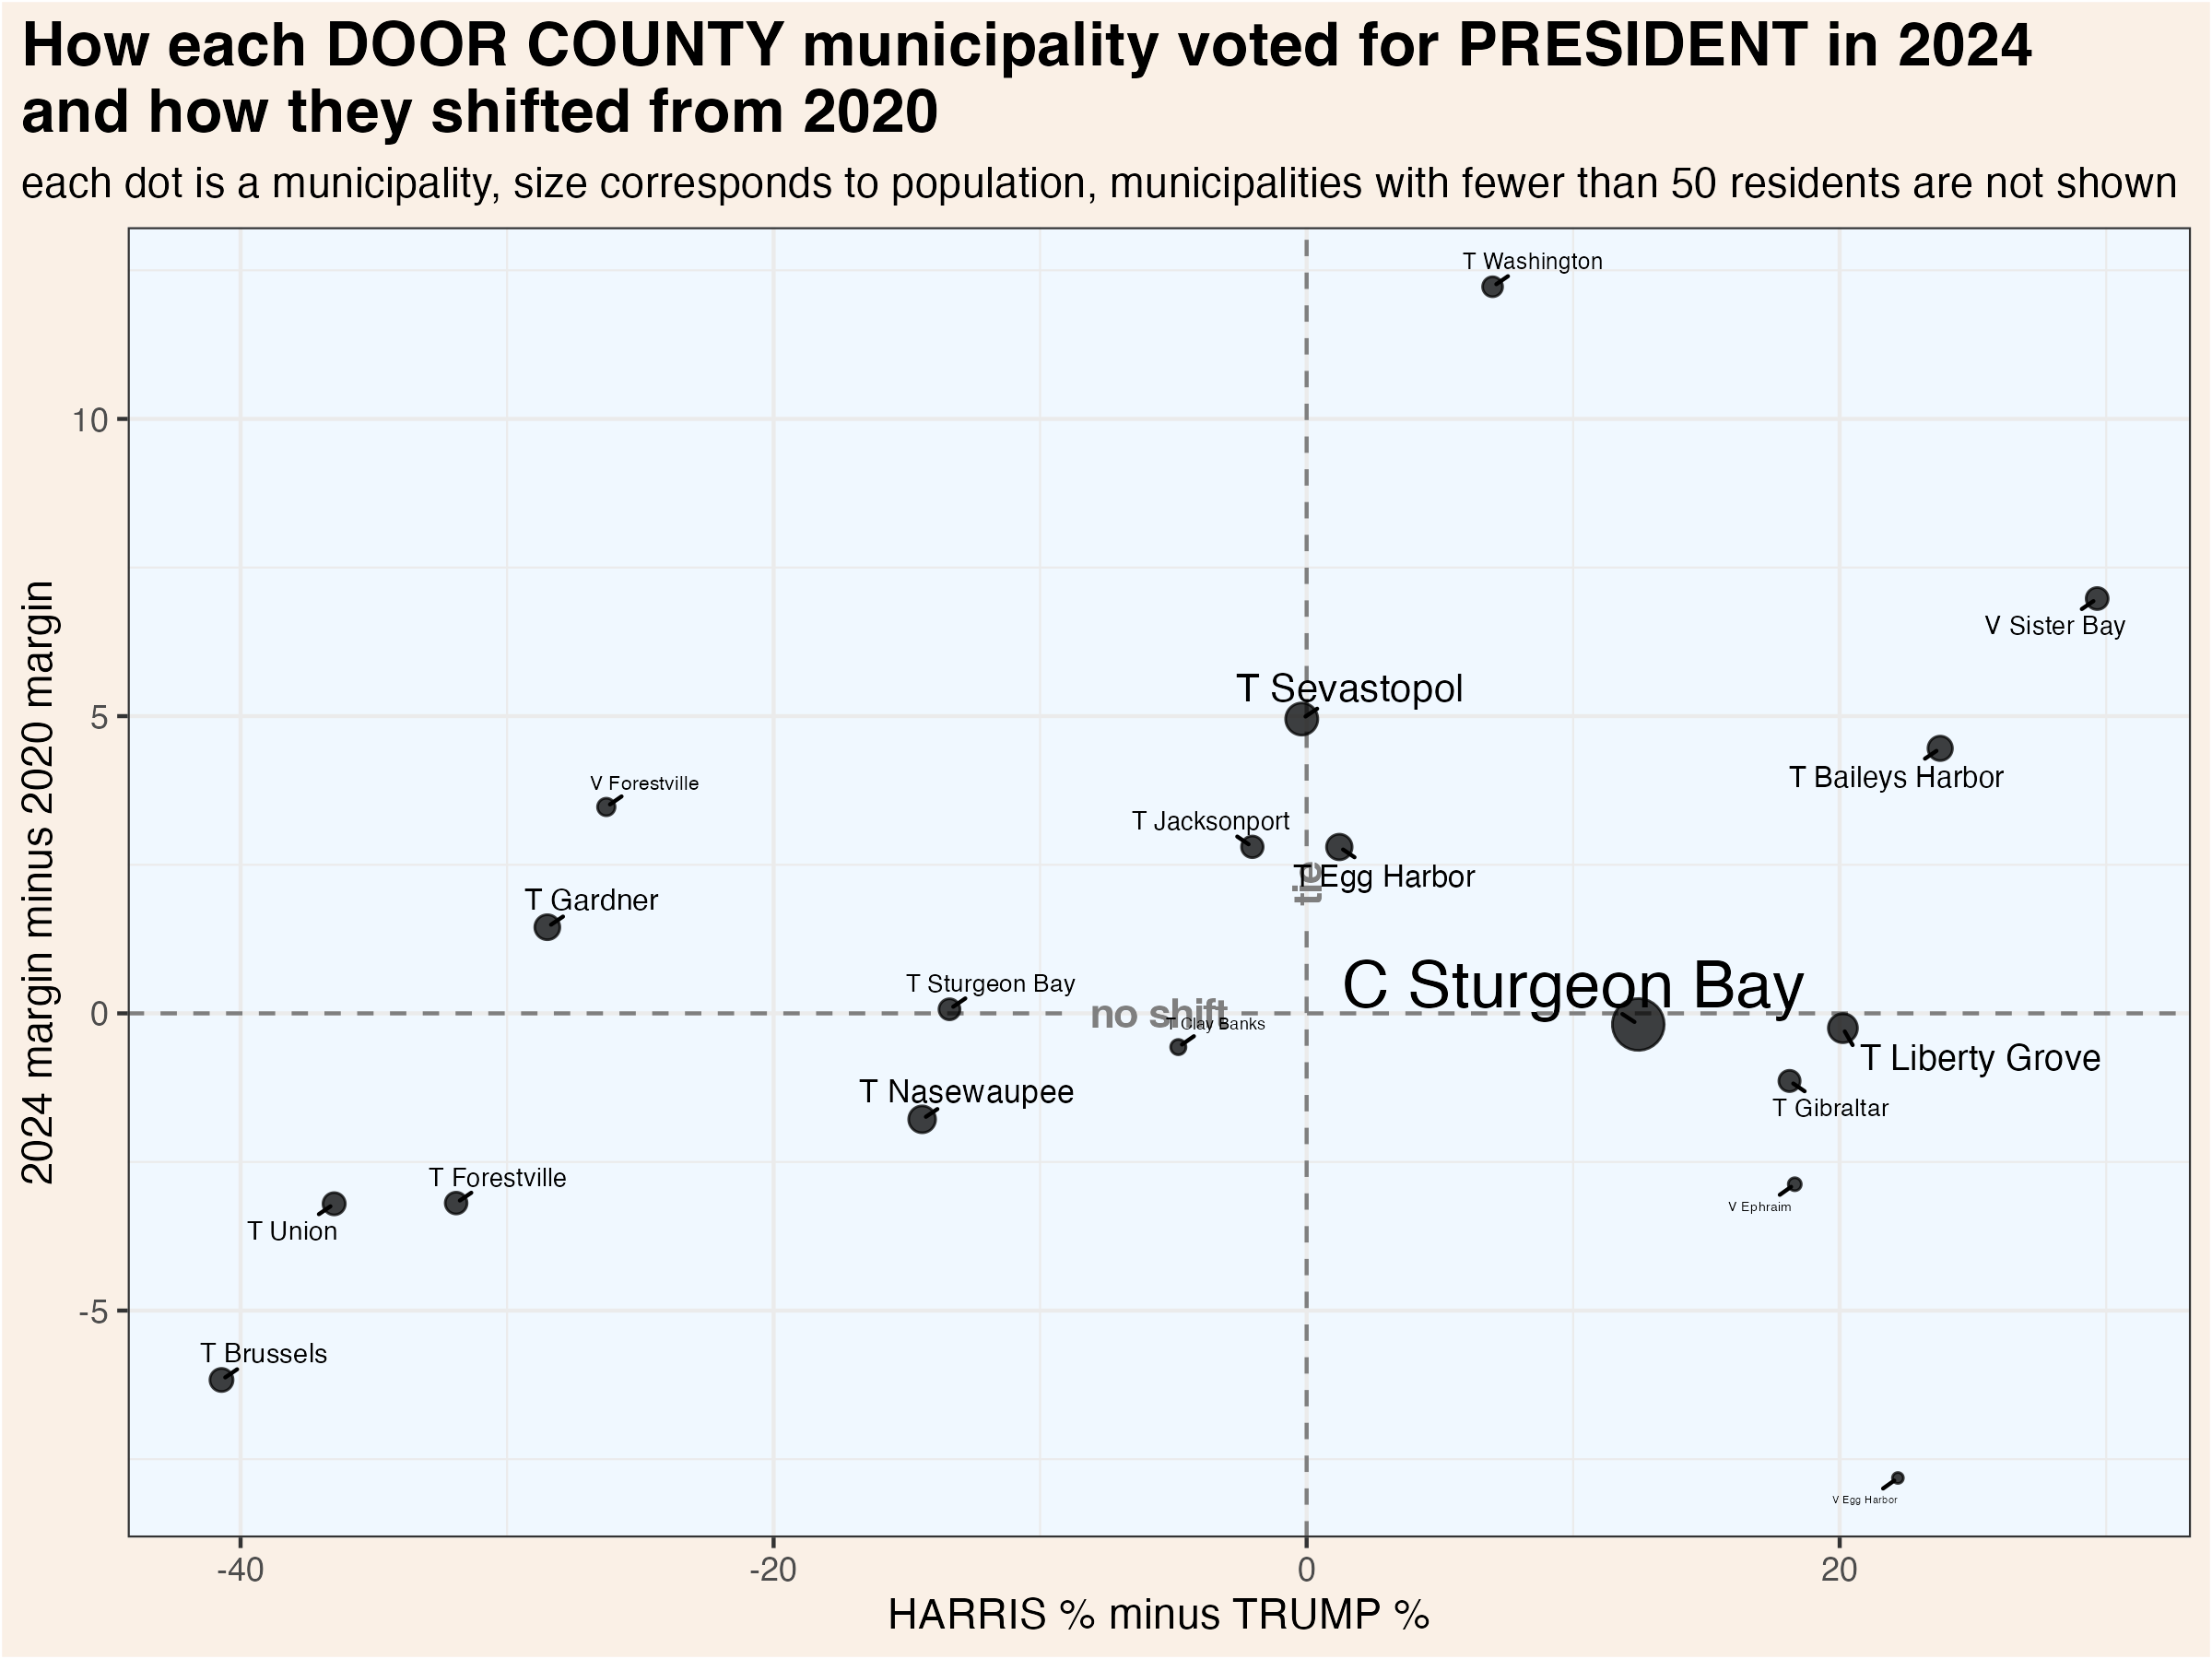 How each DOOR COUNTY municipality voted for PRESIDENT in 2024
and how they shifted from 2020
each dot is a municipality, size corresponds to population, municipalities with fewer than 50 residents are not shown
2024 margin minus 2020 margin
10
5
0
-5
T Washington
V Sister Bay
T Sevastopol
T Baileys Harbor
V Forestville
T Jacksonport
T Egg Harbor
tie
T Gardner
T Sturgeon Bay
C Sturgeon Bay
no shift
T Clay Banks
T Liberty Grove
T Nasewaupee
T Gibraltar
T Forestville
V Ephraim
T Union
T Brussels
V Egg Harbor
-40
-20
0
20
HARRIS % minus TRUMP %